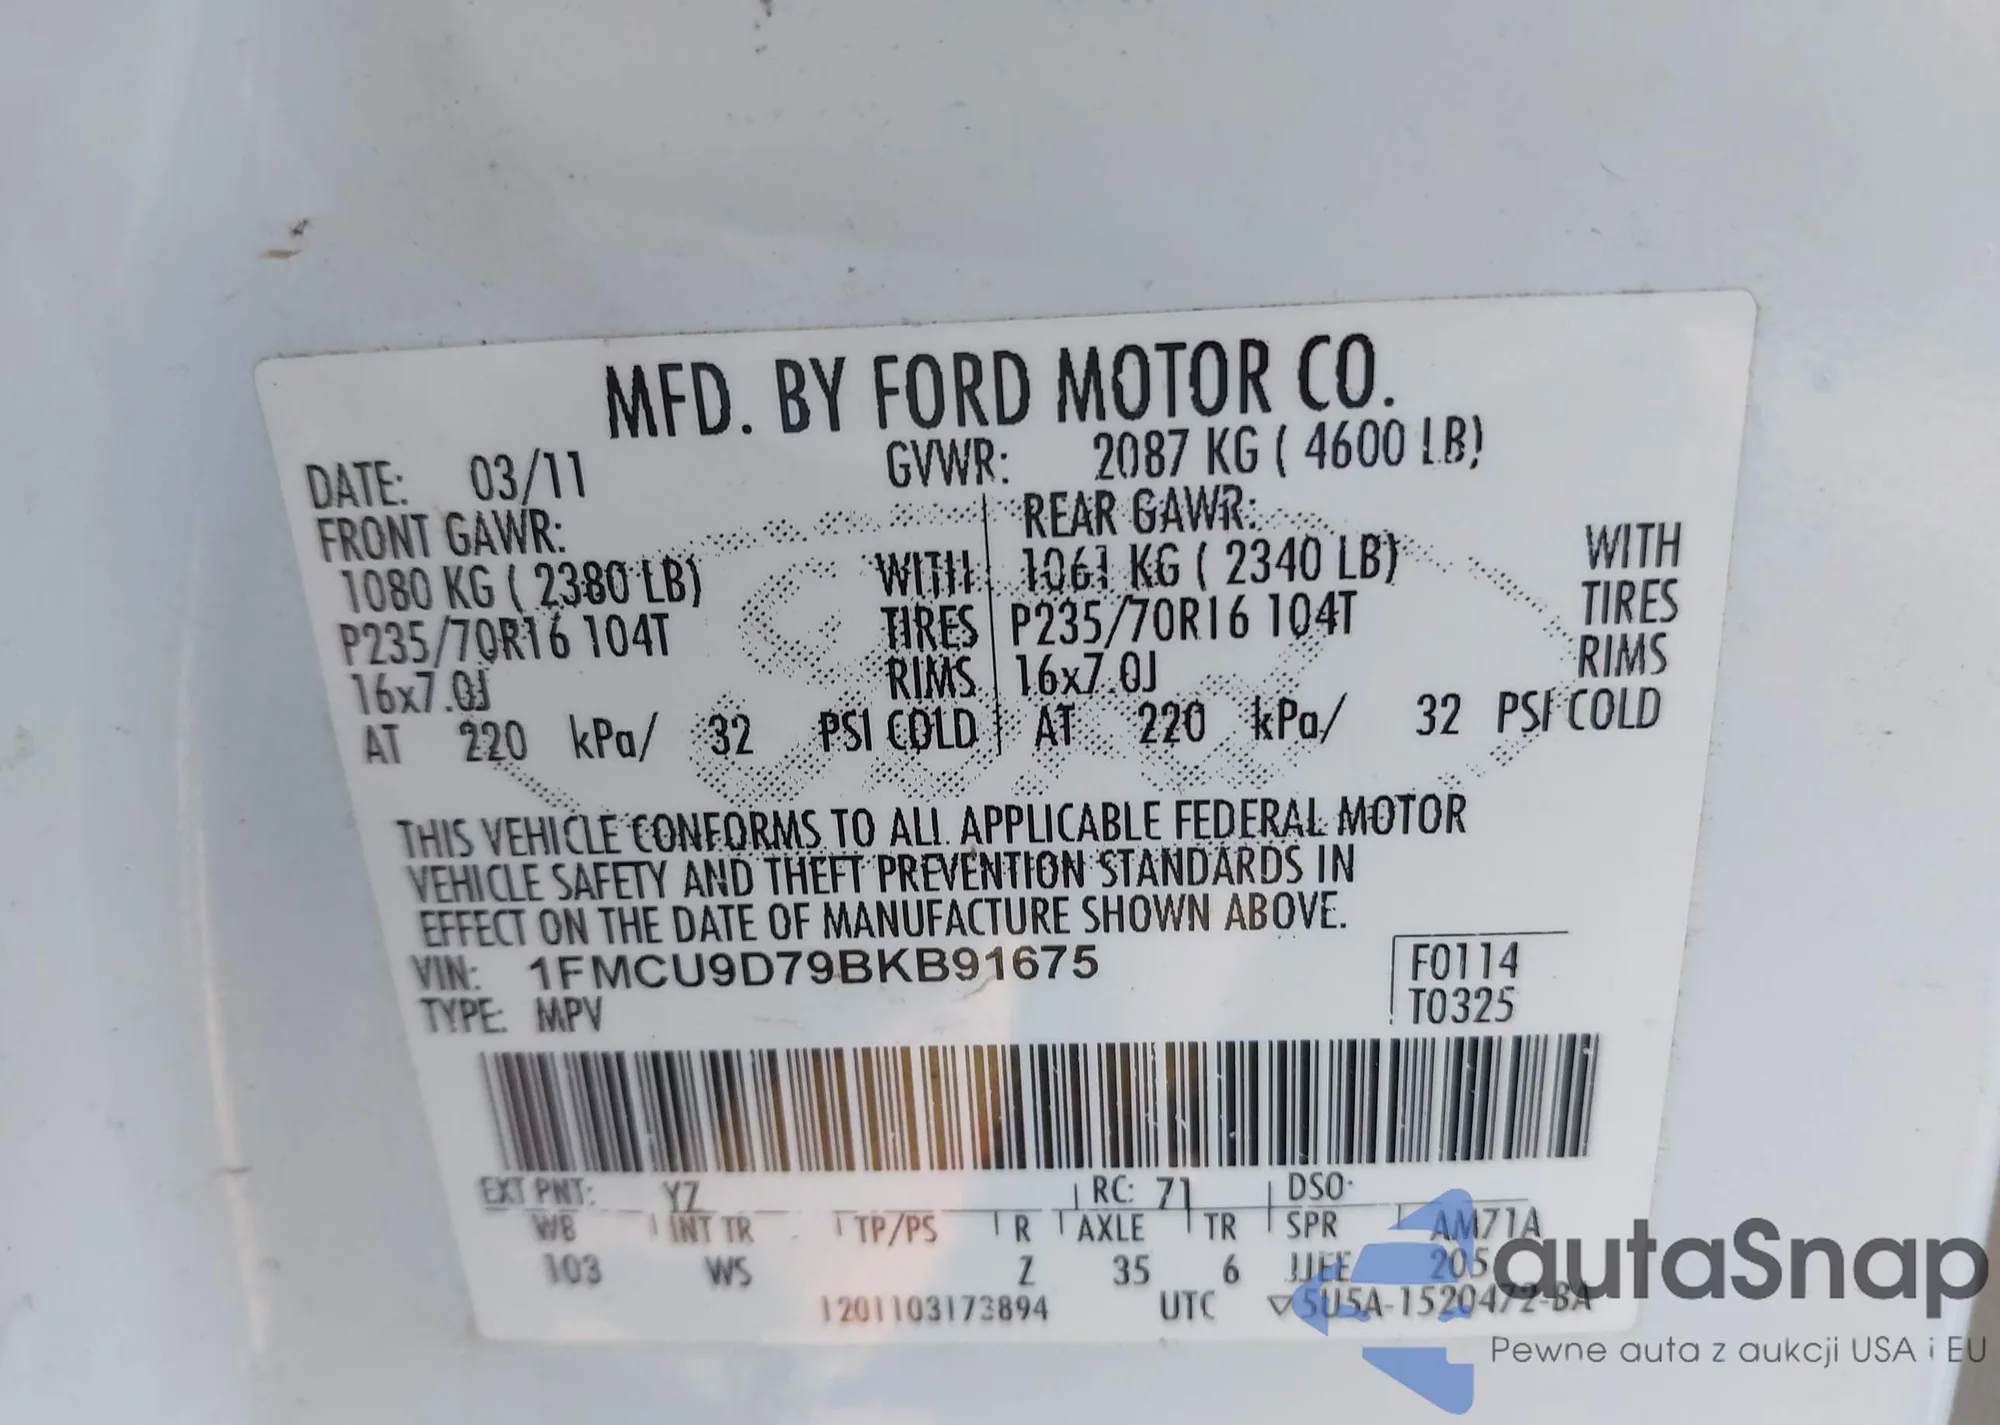 MFD. BY FORD MOTOR CO.
DATE: 03/11 GVWR: 2087 KG ( 4600 LB)
FRONT GAWR: REAR GAWR:
1080 KG ( 2380 LB) WITH 1061 KG ( 2340 LB) WITH
P235/70R16 104T TIRES P235/70R16 104T TIRES
16x7.0J RIMS 16x7.0J RIMS
AT 220 kPa/ 32 PSI COLD AT 220 kPa/ 32 PSI COLD
THIS VEHICLE CONFORMS TO ALL APPLICABLE FEDERAL MOTOR
VEHICLE SAFETY AND THEFT PREVENTION STANDARDS IN
EFFECT ON THE DATE OF MANUFACTURE SHOWN ABOVE.
VIN: 1FMCU9D79BKB91675 F0114
TYPE: MPV T0325
EXT PNT: YZ RC: 71 DSO:
WB INT TR TP/PS R AXLE TR SPR AM71A
103 WS Z 35 6 JJEE 205
1201103173894 UTC ▽5U5A-1520472-BA
autaSnap
Pewne auta z aukcji USA i EU